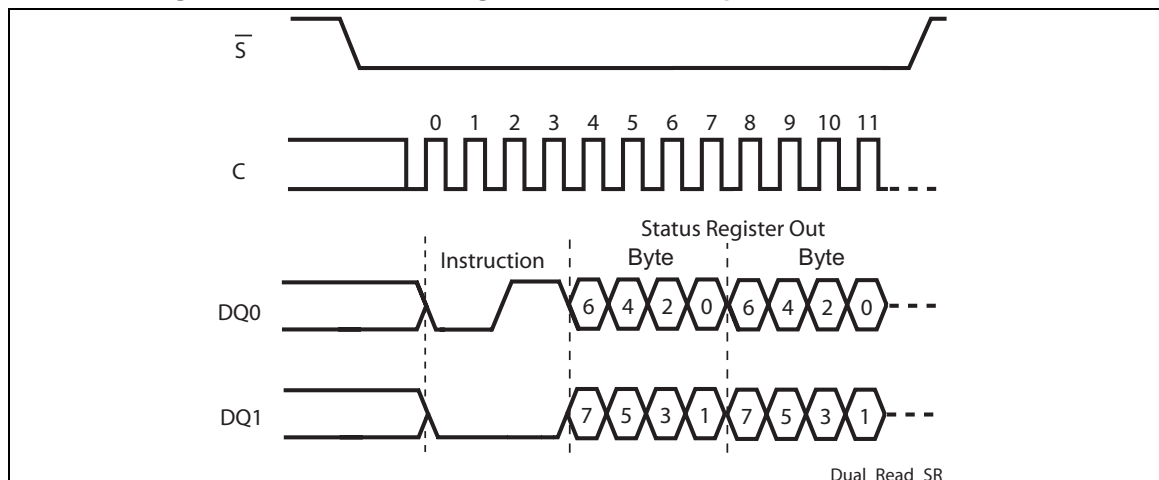 S
0 1 2 3 4 5 6 7 8 9 10 11
C
Status Register Out
Instruction Byte Byte
DQ0 6 4 2 0 6 4 2 0
DQ1 7 5 3 1 7 5 3 1
Dual_Read_SR